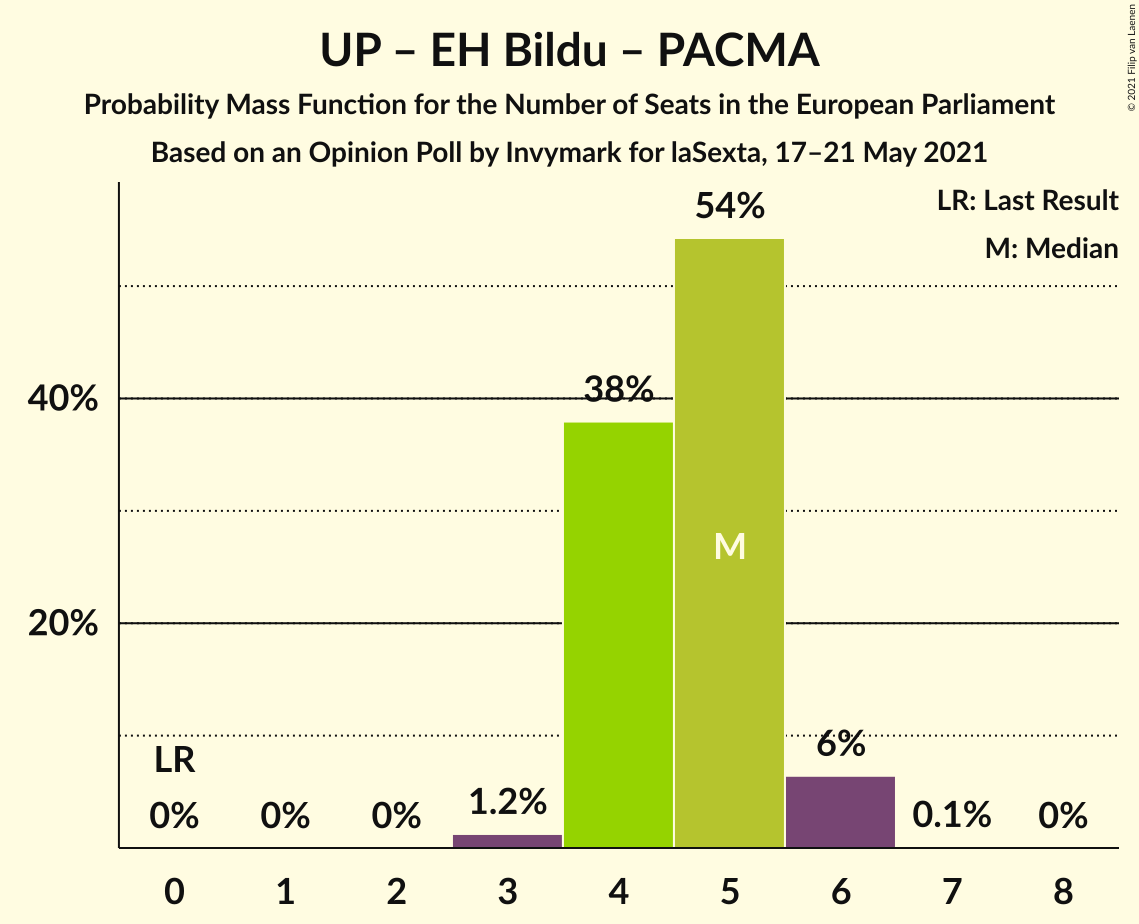 UP – EH Bildu – PACMA
Probability Mass Function for the Number of Seats in the European Parliament
Based on an Opinion Poll by Invymark for laSexta, 17–21 May 2021
© 2021 Filip van Laenen
LR: Last Result
M: Median
54%
38%
40%
M
20%
LR
0%
0%
0%
1.2%
6%
0.1%
0%
0
1
2
3
4
5
6
7
8